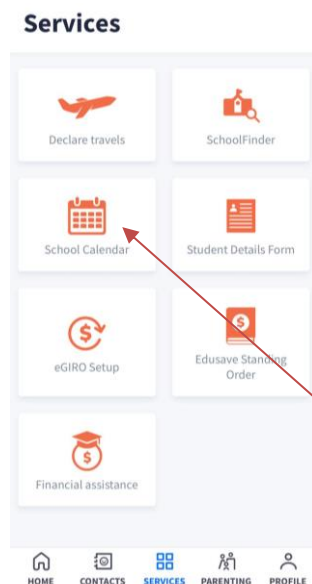 Services
Declare travels
SchoolFinder
School Calendar
Student Details Form
eGIRO Setup
Edusave Standing
Order
Financial assistance
HOME
CONTACTS
SERVICES
PARENTING
PROFILE